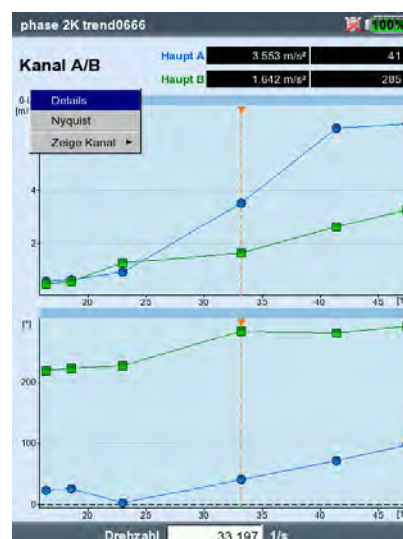 phase 2K trend0666 100%
Kanal A/B
Haupt A 3.553 m/s² 41
Haupt B 1.642 m/s² 285
Details
Nyquist
Zeige Kanal
4
2
20 25 30 35 40 45
[°]
200
100
0
20 25 30 35 40 45
Drehzahl 33.197 1/s